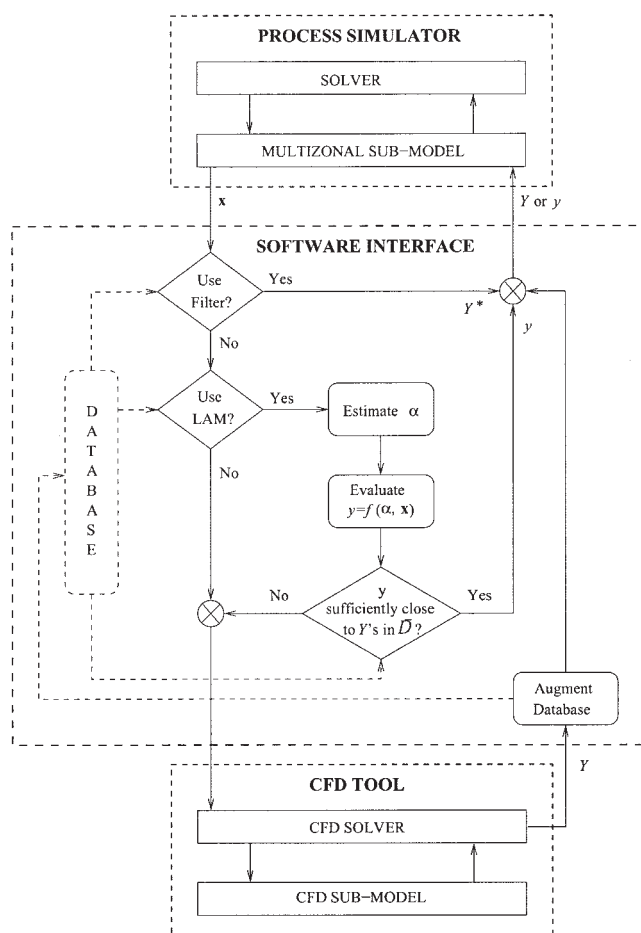 PROCESS SIMULATOR
SOLVER
MULTIZONAL SUB-MODEL
x
Y or y
SOFTWARE INTERFACE
Use
Filter?
Yes
Y*
y
No
DATABASE
Use
LAM?
Yes
Estimate α
No
Evaluate
y=f (α, x)
y
sufficiently close
to Y's in D̄ ?
No
Yes
Augment
Database
Y
CFD TOOL
CFD SOLVER
CFD SUB-MODEL